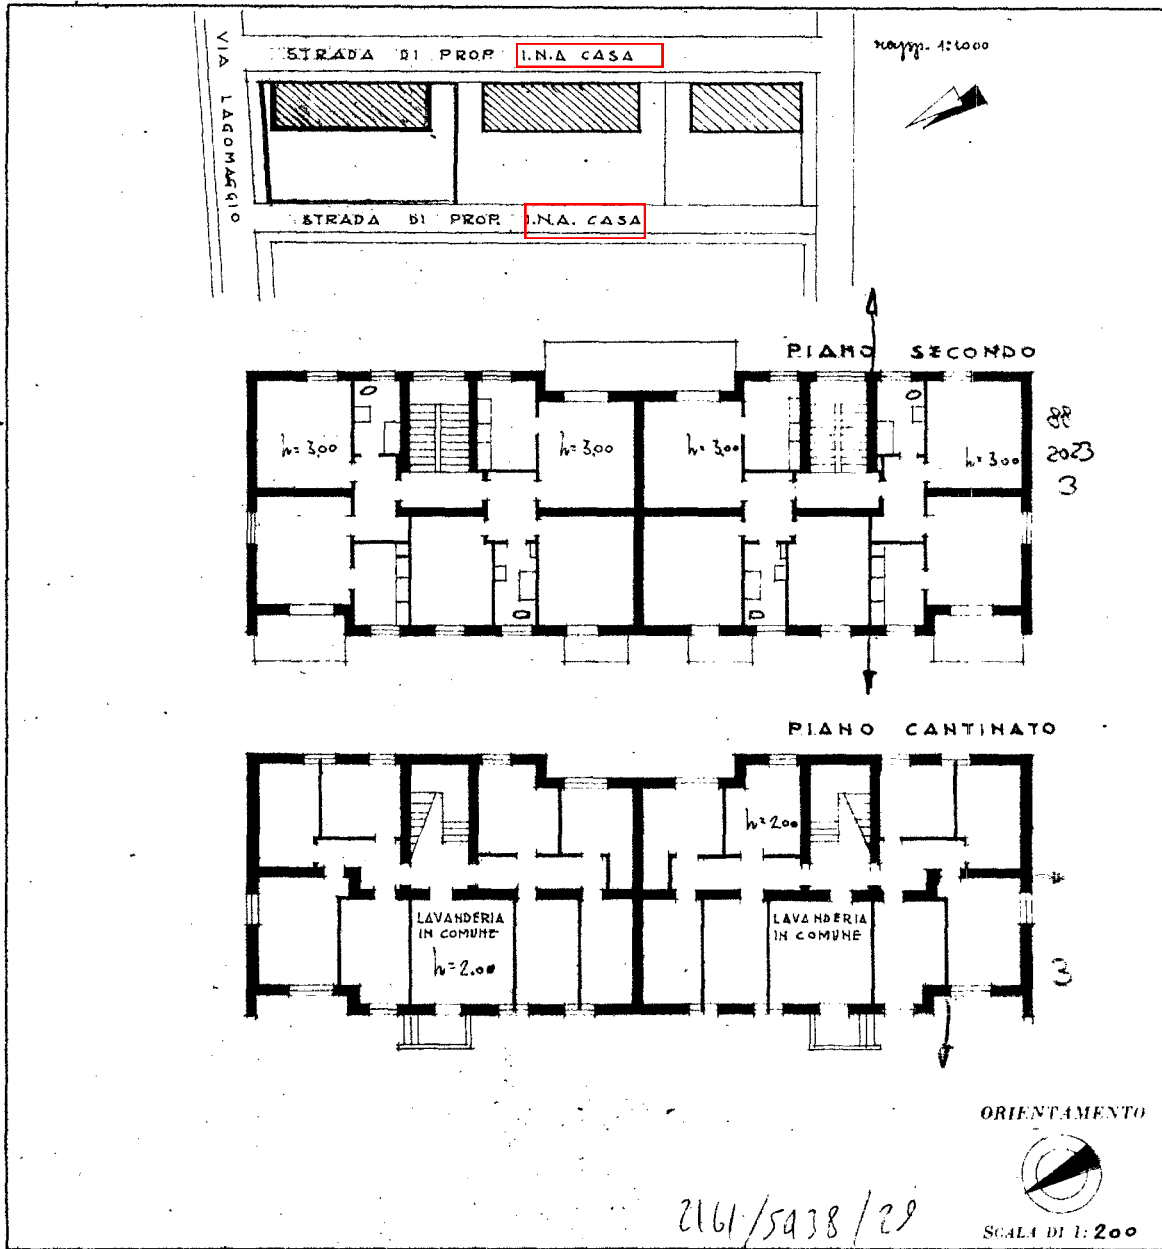 VIA LAGOMAGGIO
STRADA DI PROP. I.N.A CASA
rapp. 1:1000
STRADA DI PROP. I.N.A. CASA
PIANO SECONDO
h=3,00
h=3,00
h=3,00
h=3,00
88
2023
3
PIANO CANTINATO
h=2.00
LAVANDERIA
IN COMUNE
h=2.00
LAVANDERIA
IN COMUNE
3
ORIENTAMENTO
SCALA DI 1:200
2161/5938/29